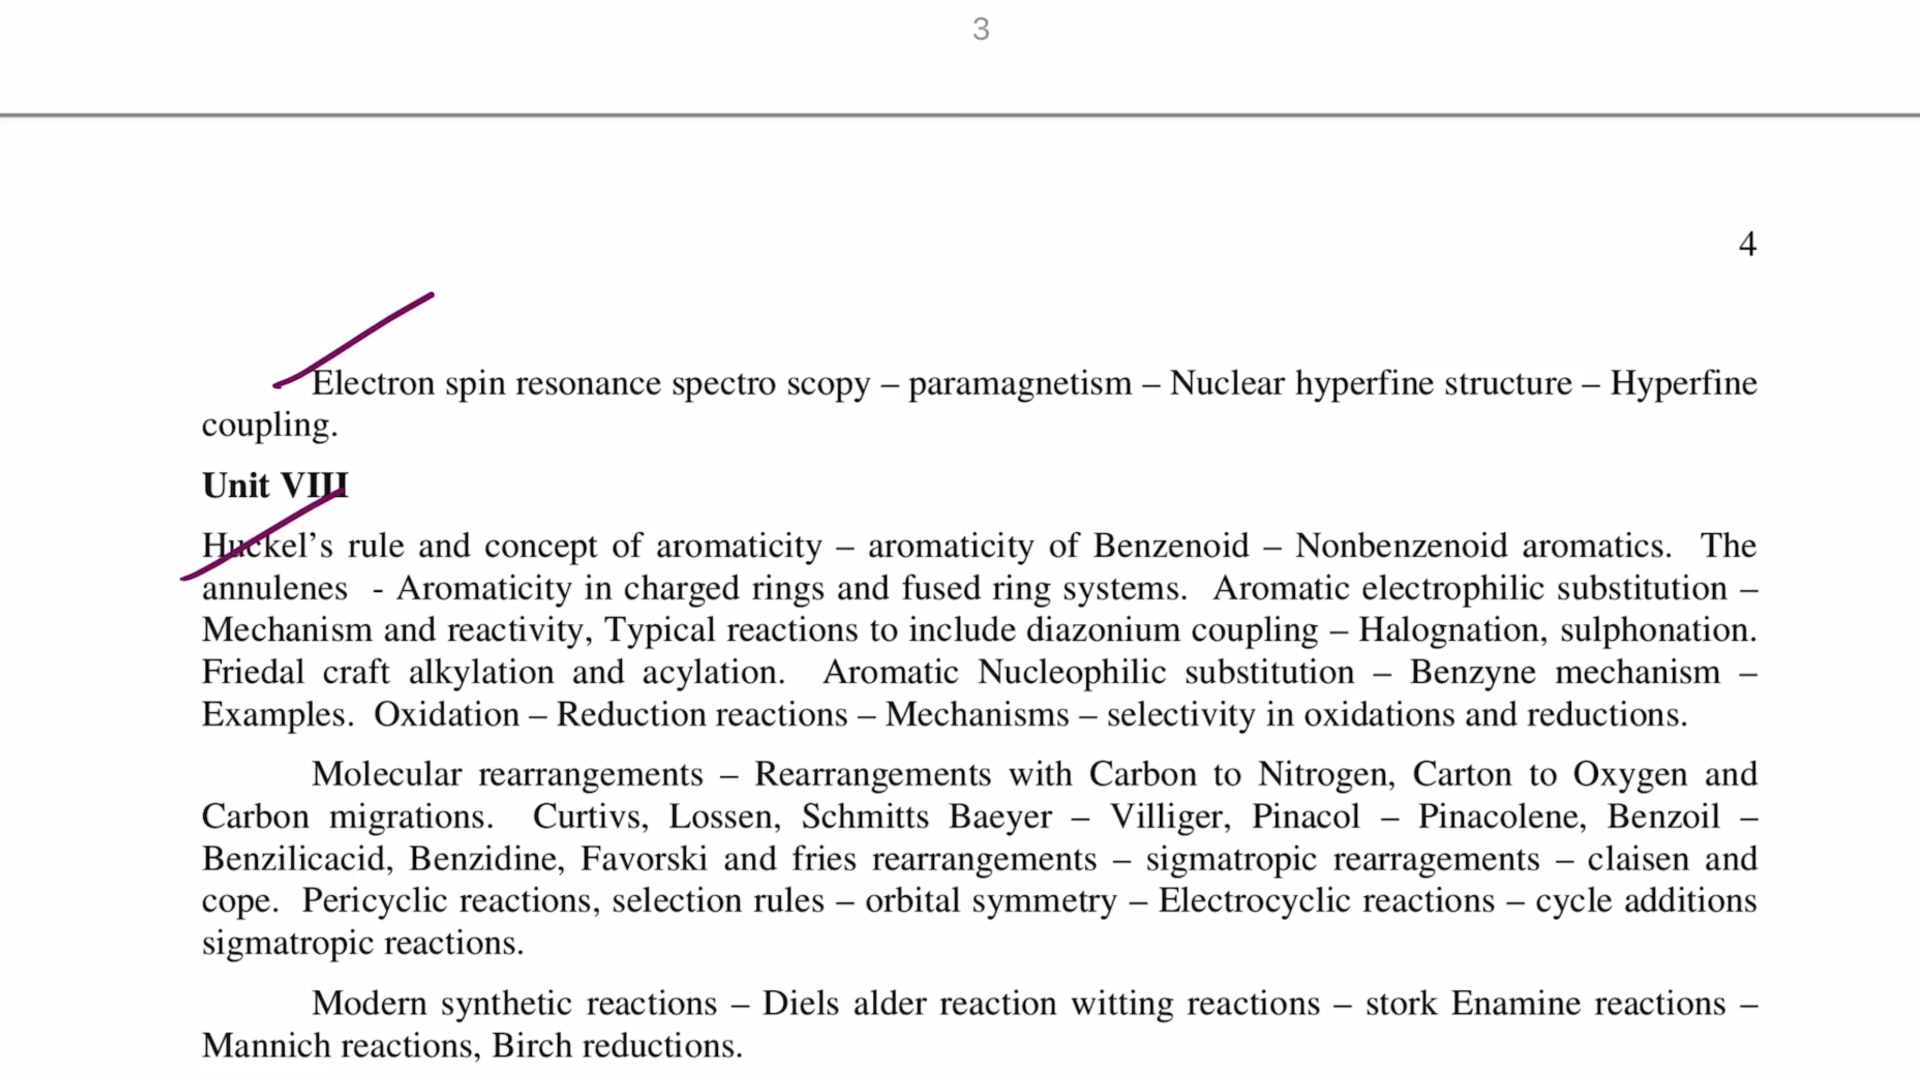 3
4
Electron spin resonance spectro scopy – paramagnetism – Nuclear hyperfine structure – Hyperfine
coupling.
Unit VIII
Huckel’s rule and concept of aromaticity – aromaticity of Benzenoid – Nonbenzenoid aromatics. The
annulenes - Aromaticity in charged rings and fused ring systems. Aromatic electrophilic substitution –
Mechanism and reactivity, Typical reactions to include diazonium coupling – Halognation, sulphonation.
Friedal craft alkylation and acylation. Aromatic Nucleophilic substitution – Benzyne mechanism –
Examples. Oxidation – Reduction reactions – Mechanisms – selectivity in oxidations and reductions.
Molecular rearrangements – Rearrangements with Carbon to Nitrogen, Carton to Oxygen and
Carbon migrations. Curtivs, Lossen, Schmitts Baeyer – Villiger, Pinacol – Pinacolene, Benzoil –
Benzilicacid, Benzidine, Favorski and fries rearrangements – sigmatropic rearragements – claisen and
cope. Pericyclic reactions, selection rules – orbital symmetry – Electrocyclic reactions – cycle additions
sigmatropic reactions.
Modern synthetic reactions – Diels alder reaction witting reactions – stork Enamine reactions –
Mannich reactions, Birch reductions.